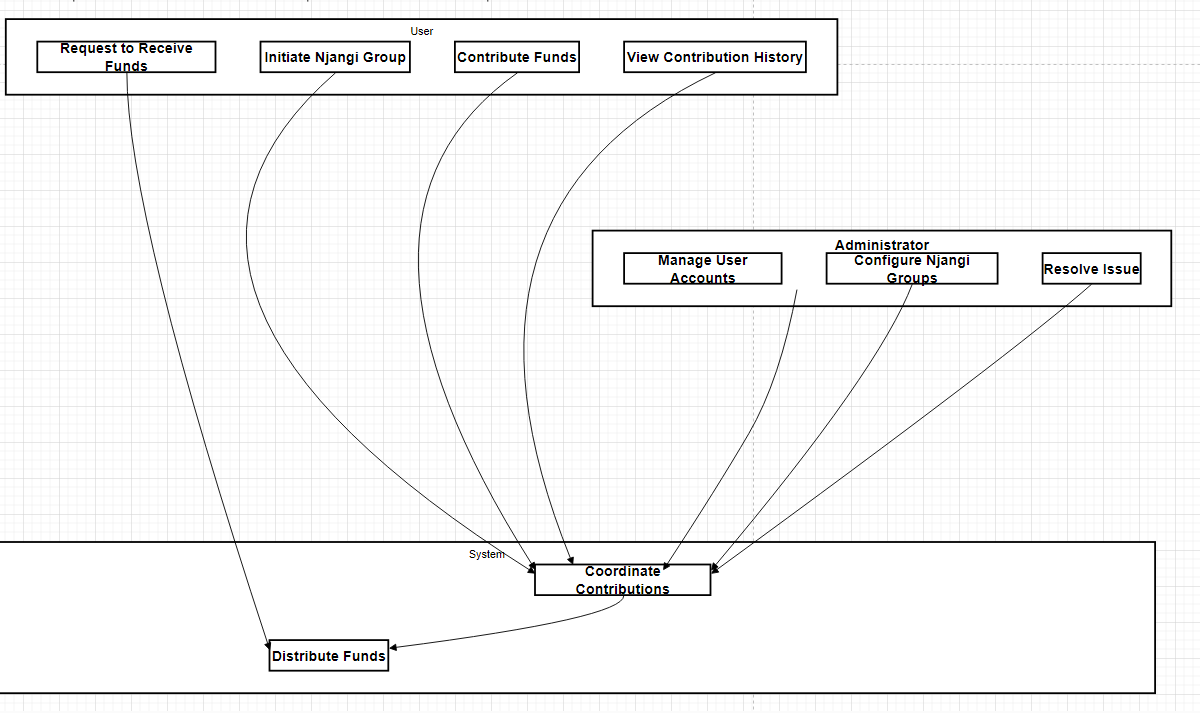 User
Request to Receive
Funds
Initiate Njangi Group
Contribute Funds
View Contribution History
Administrator
Manage User
Accounts
Configure Njangi
Groups
Resolve Issue
System
Coordinate
Contributions
Distribute Funds